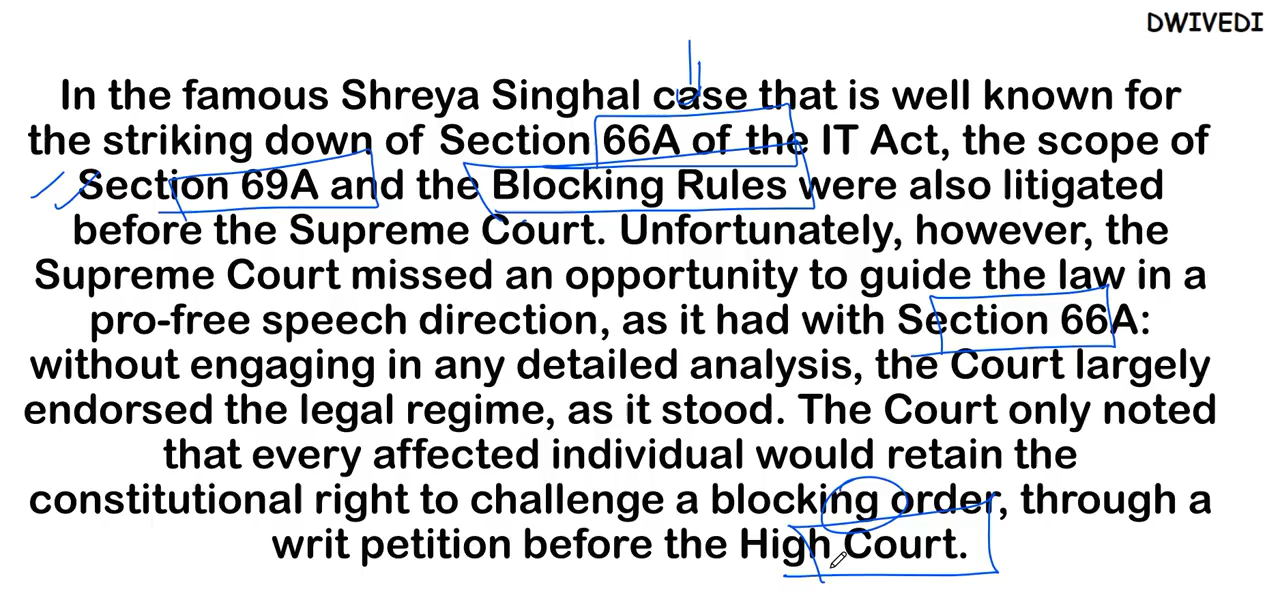 DWIVEDI
In the famous Shreya Singhal case that is well known for
the striking down of Section 66A of the IT Act, the scope of
Section 69A and the Blocking Rules were also litigated
before the Supreme Court. Unfortunately, however, the
Supreme Court missed an opportunity to guide the law in a
pro-free speech direction, as it had with Section 66A:
without engaging in any detailed analysis, the Court largely
endorsed the legal regime, as it stood. The Court only noted
that every affected individual would retain the
constitutional right to challenge a blocking order, through a
writ petition before the High Court.